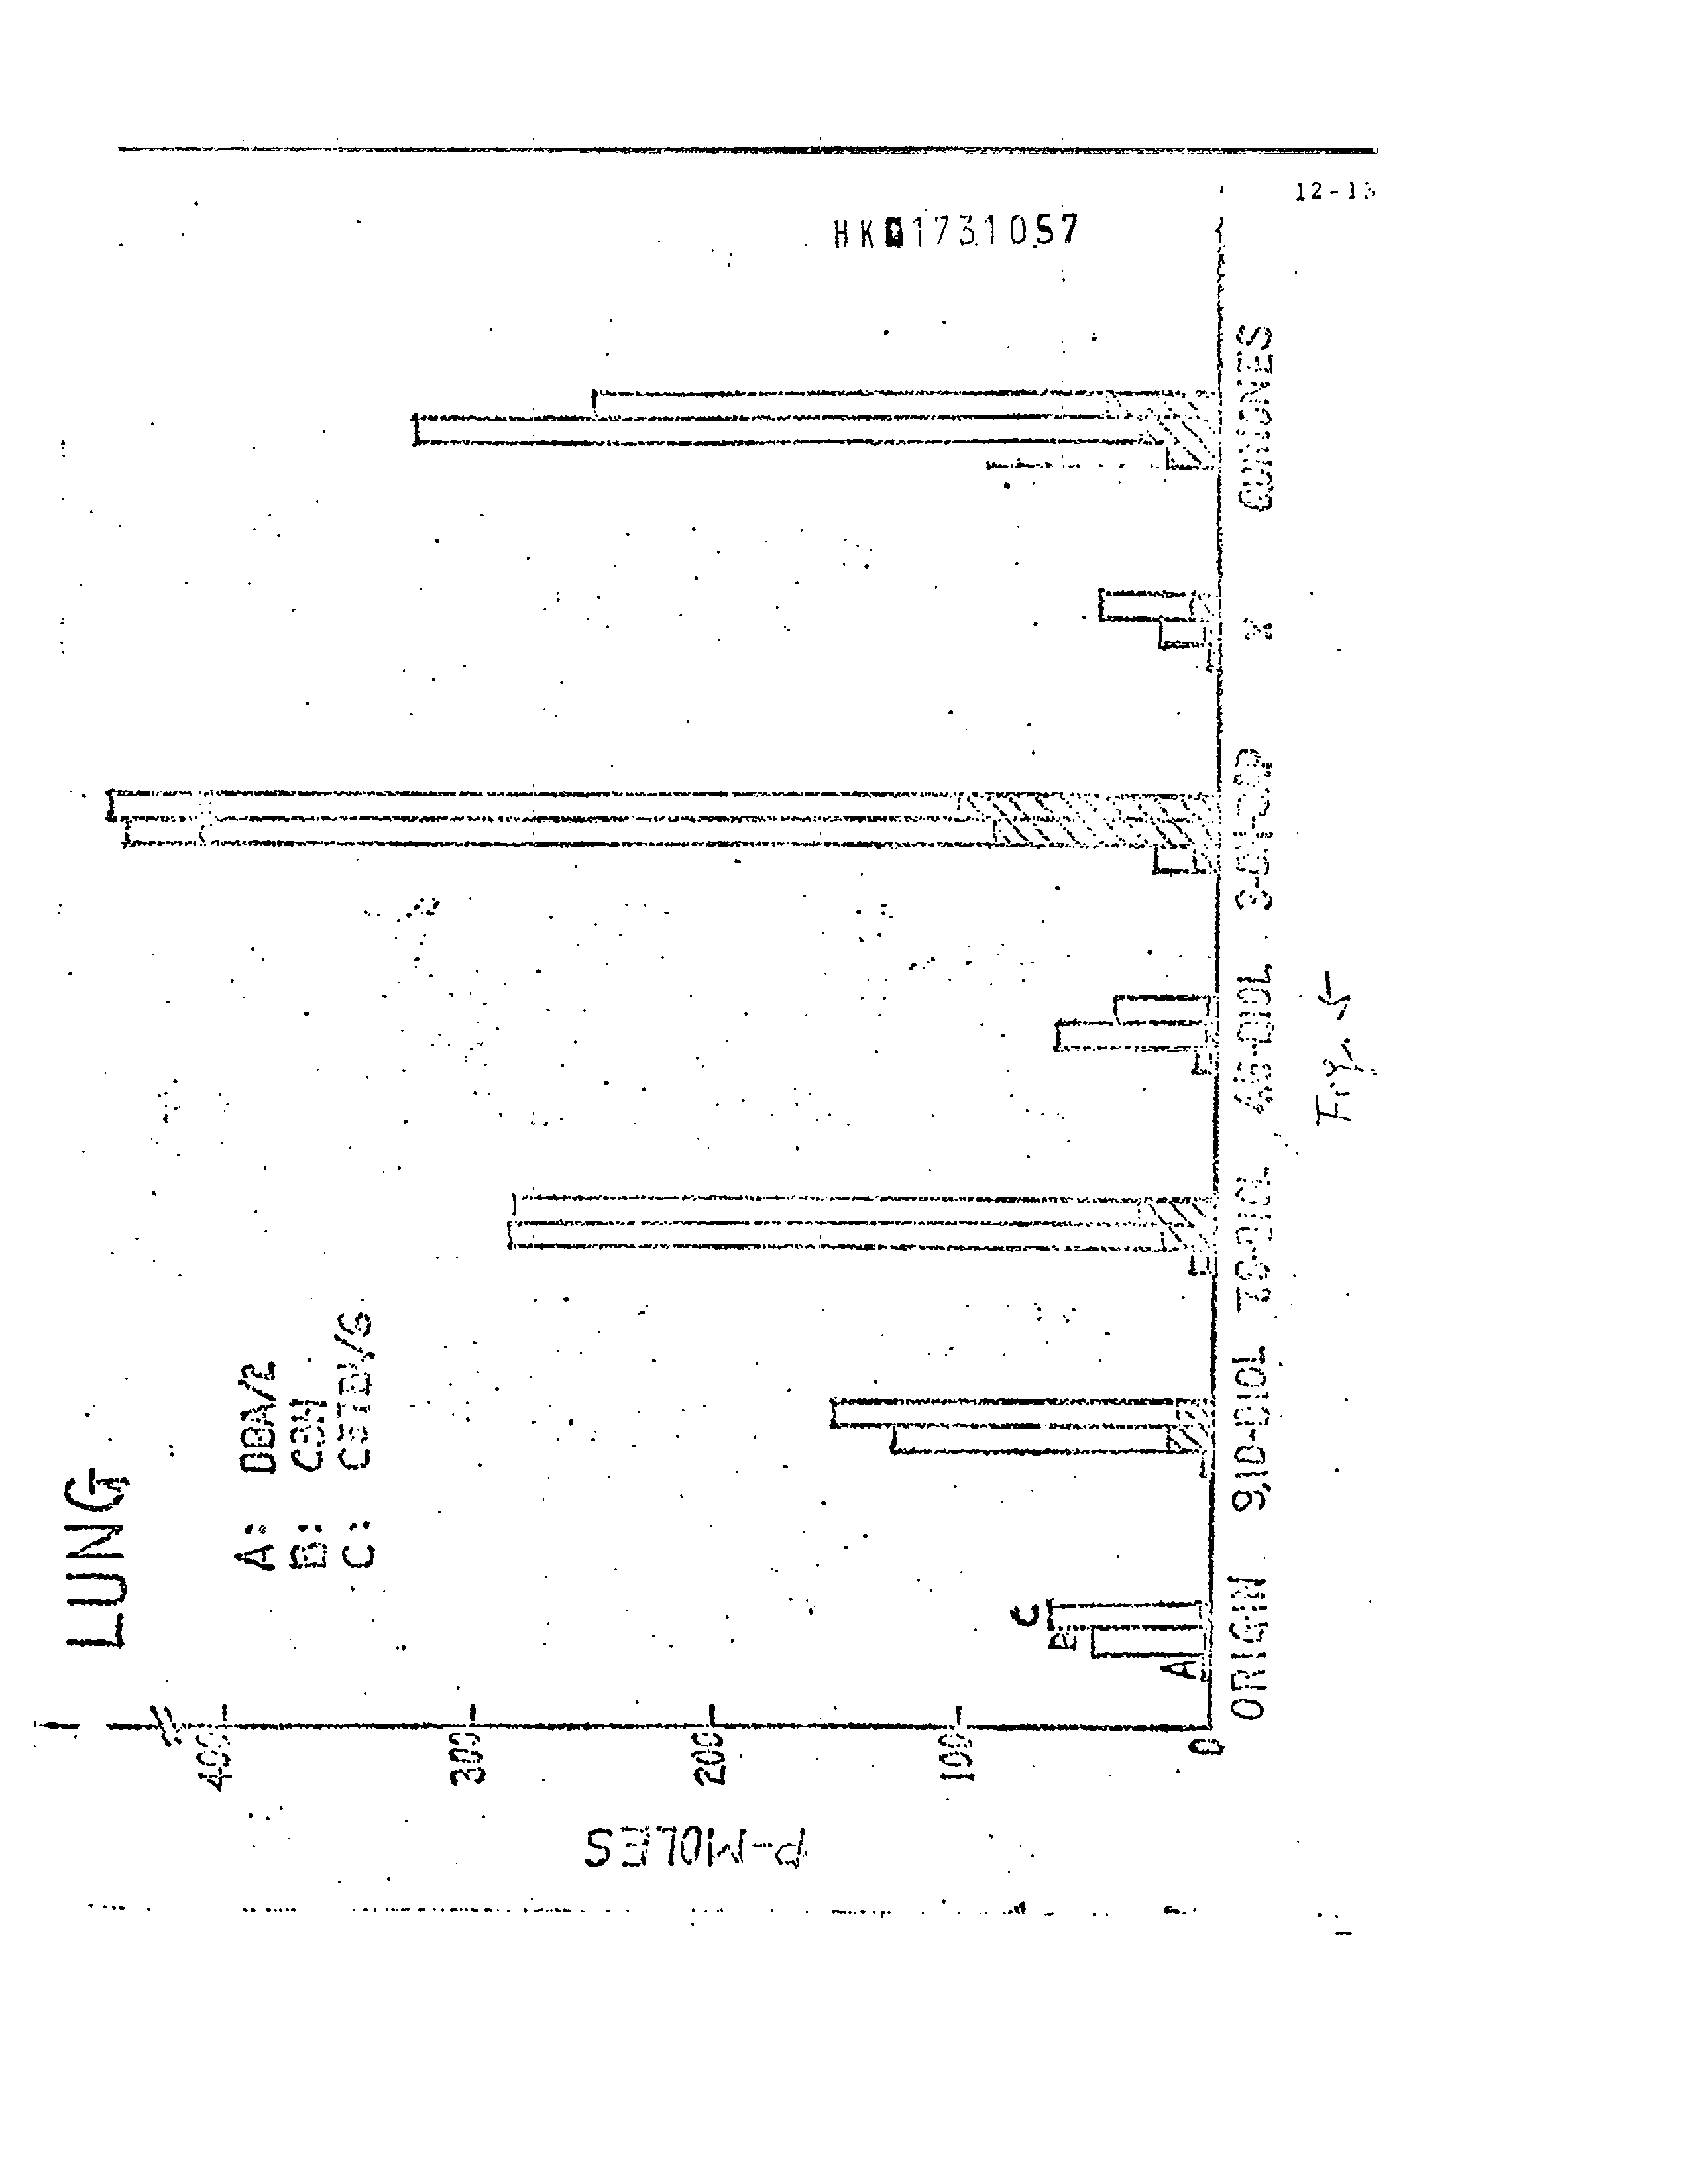 12-13
HK01731057
LUNG
A: DBA/2
B: C3H
C: C57BL/6
P-MOLES
400
300
200
100
0
A
B
C
ORIGIN 9,10-DIOL 7,8-DIOL 4,5-DIOL 3-OH-BP X QUINONES
Fig. 5